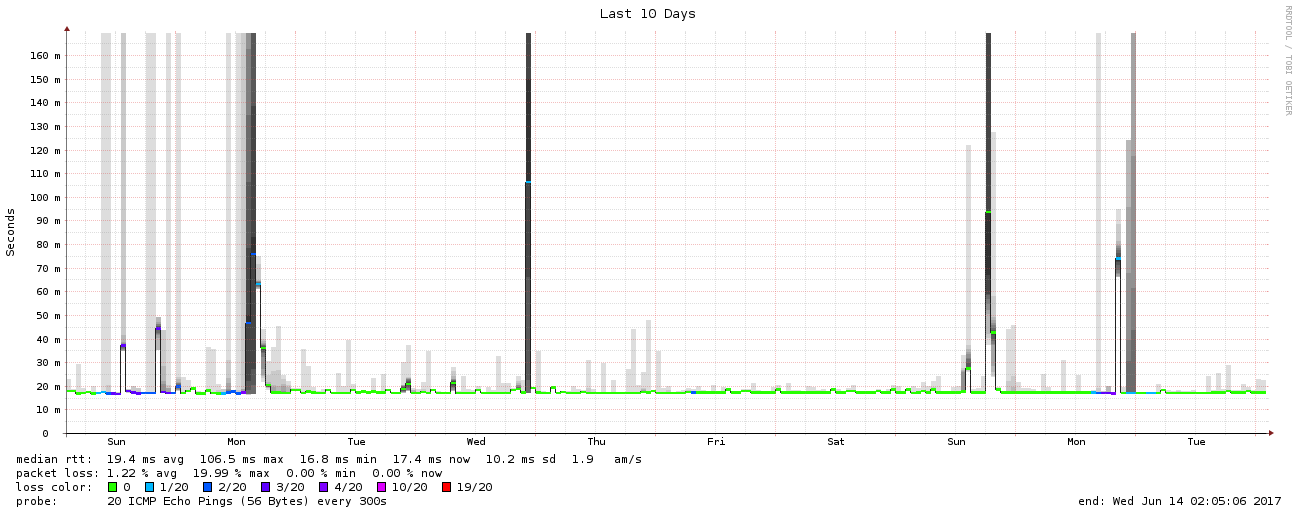 Last 10 Days
RRDTOOL / TOBI OETIKER
Seconds
160 m
150 m
140 m
130 m
120 m
110 m
100 m
90 m
80 m
70 m
60 m
50 m
40 m
30 m
20 m
10 m
0
Sun Mon Tue Wed Thu Fri Sat Sun Mon Tue
median rtt: 19.4 ms avg 106.5 ms max 16.8 ms min 17.4 ms now 10.2 ms sd 1.9 am/s
packet loss: 1.22 % avg 19.99 % max 0.00 % min 0.00 % now
loss color: 0 1/20 2/20 3/20 4/20 10/20 19/20
probe: 20 ICMP Echo Pings (56 Bytes) every 300s end: Wed Jun 14 02:05:06 2017